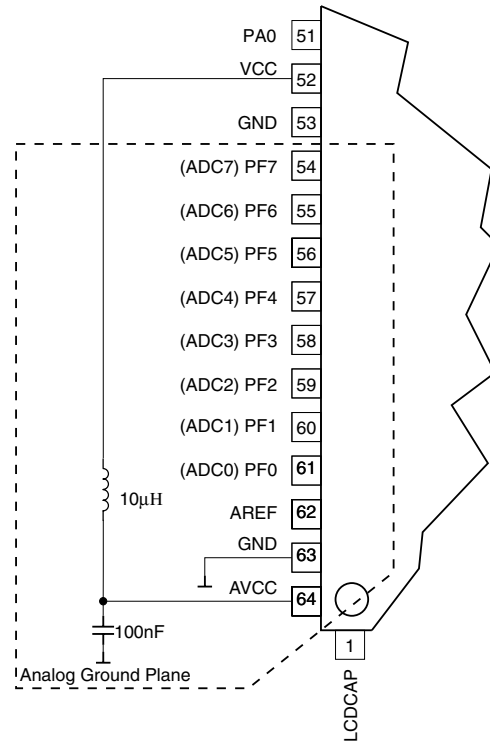 PA0 51
VCC 52
GND 53
(ADC7) PF7 54
(ADC6) PF6 55
(ADC5) PF5 56
(ADC4) PF4 57
(ADC3) PF3 58
(ADC2) PF2 59
(ADC1) PF1 60
(ADC0) PF0 61
10μH
AREF 62
GND 63
AVCC 64
100nF
1
Analog Ground Plane
LCDCAP